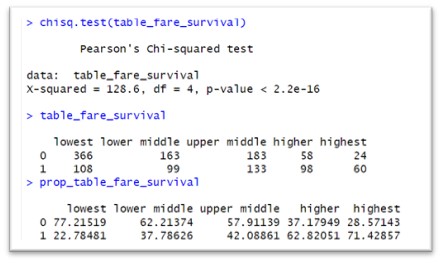 > chisq.test(table_fare_survival)
Pearson's Chi-squared test
data:  table_fare_survival
X-squared = 128.6, df = 4, p-value < 2.2e-16
> table_fare_survival
lowest lower middle upper middle higher highest
0 366 163 183 58 24
1 108 99 133 98 60
> prop_table_fare_survival
lowest lower middle upper middle higher highest
0 77.21519 62.21374 57.91139 37.17949 28.57143
1 22.78481 37.78626 42.08861 62.82051 71.42857